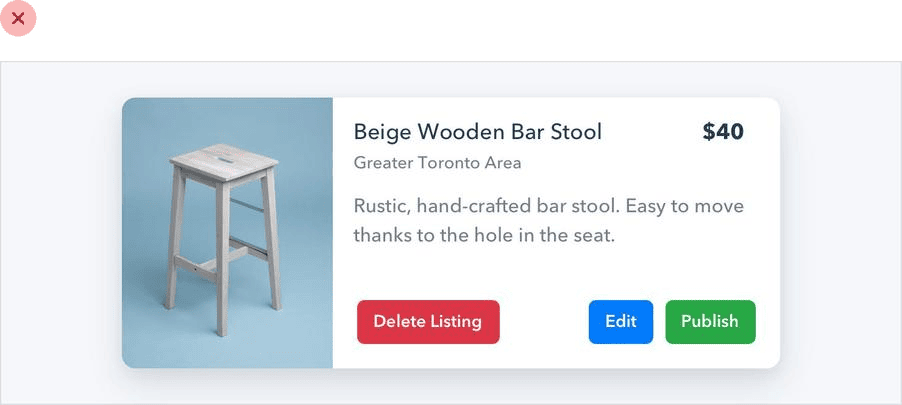 Beige Wooden Bar Stool
$40
Greater Toronto Area
Rustic, hand-crafted bar stool. Easy to move
thanks to the hole in the seat.
Delete Listing
Edit
Publish